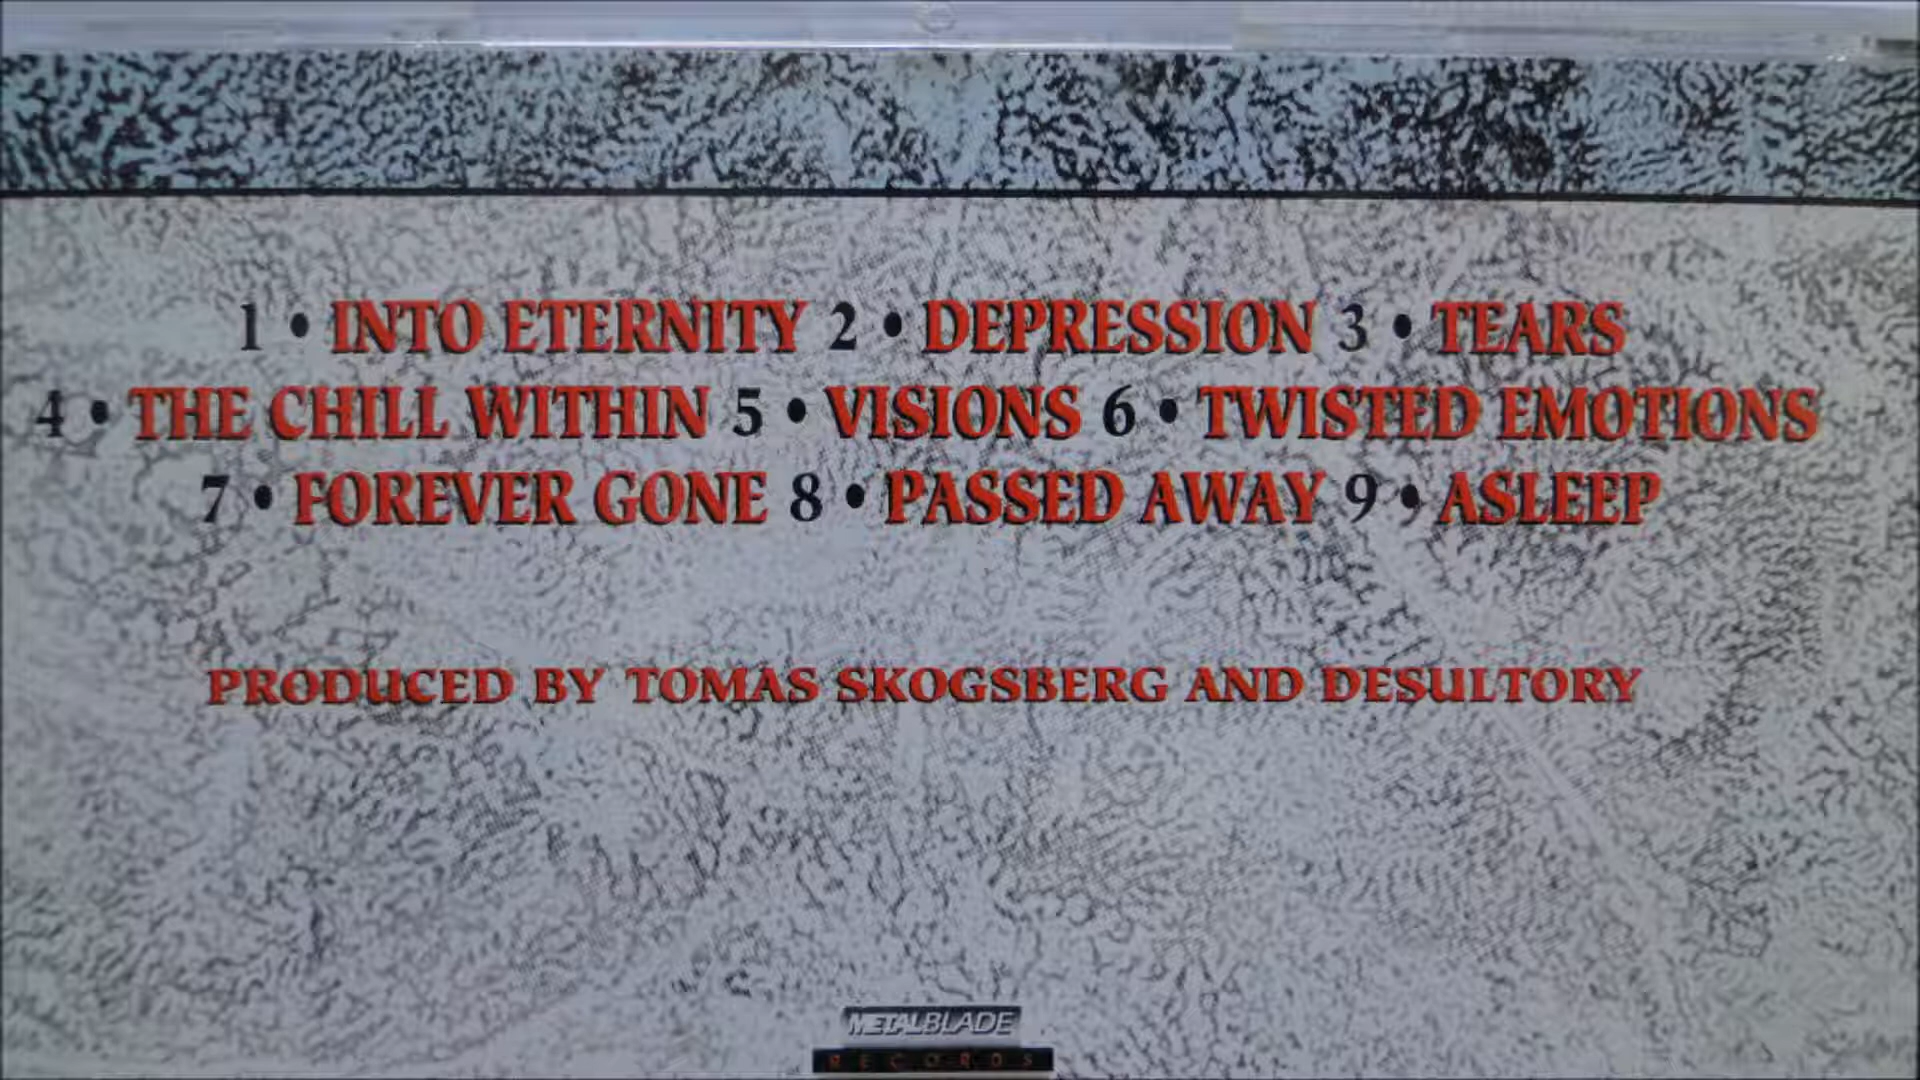 1 • INTO ETERNITY 2 • DEPRESSION 3 • TEARS
4 • THE CHILL WITHIN 5 • VISIONS 6 • TWISTED EMOTIONS
7 • FOREVER GONE 8 • PASSED AWAY 9 • ASLEEP
PRODUCED BY TOMAS SKOGSBERG AND DESULTORY
METALBLADE
RECORDS